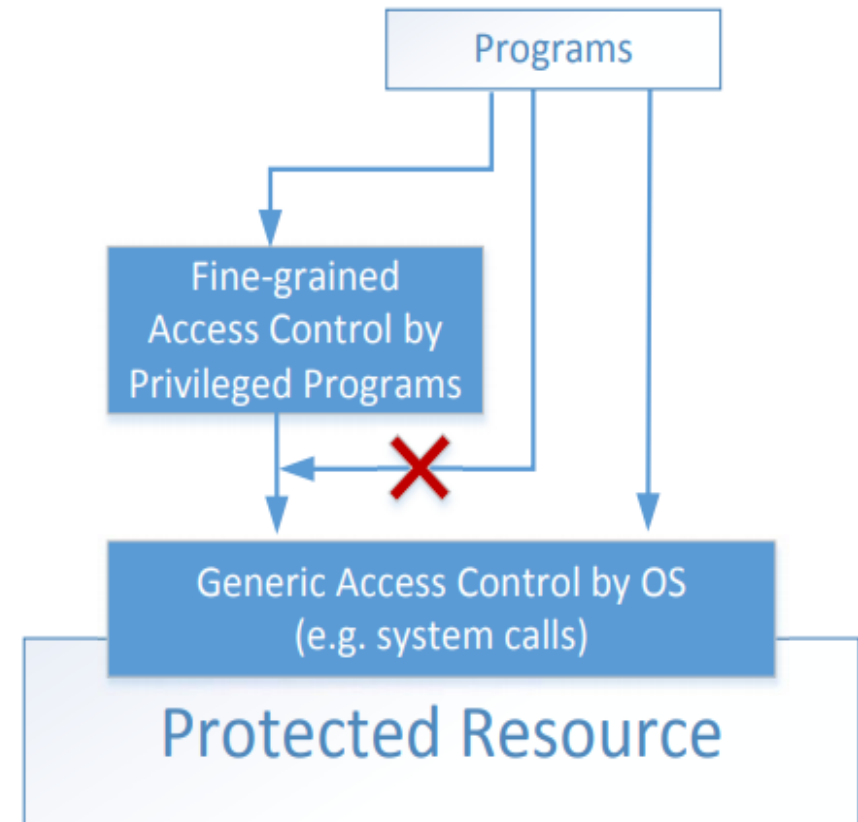 Programs
Fine-grained
Access Control by
Privileged Programs
Generic Access Control by OS
(e.g. system calls)
Protected Resource